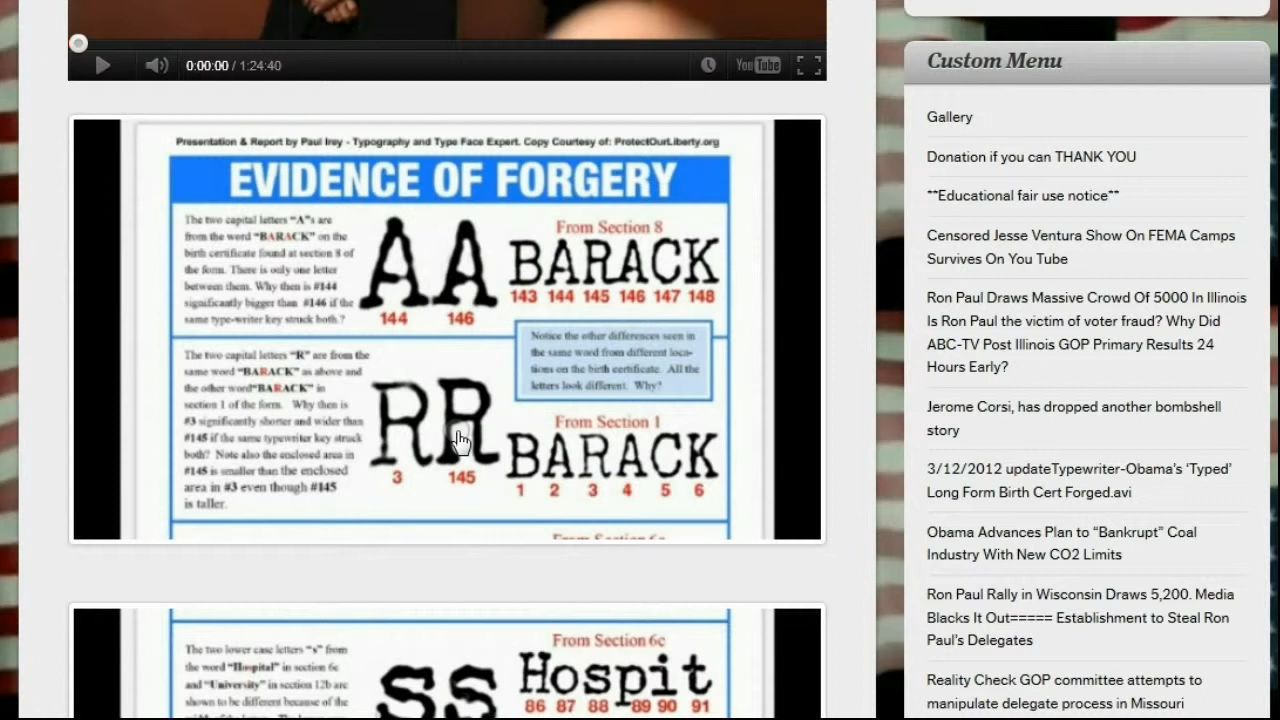 0:00:00 / 1:24:40
YouTube
Presentation & Report by Paul Irey - Typography and Type Face Expert. Copy Courtesy of: ProtectOurLiberty.org
EVIDENCE OF FORGERY
The two capital letters "A"s are
from the word "BARACK" on the
birth certificate found at section 8 of
the form. There is only one letter
between them. Why then is #144
significantly bigger than #146 if the
same type-writer key struck both.?
AA
144 146
From Section 8
BARACK
143 144 145 146 147 148
Notice the other differences seen in
the same word from different loca-
tions on the birth certificate. All the
letters look different. Why?
The two capital letters "R" are from the
same word "BARACK" as above and
the other word"BARACK" in
section 1 of the form. Why then is
#3 significantly shorter and wider than
#145 if the same typewriter key struck
both? Note also the enclosed area in
#145 is smaller than the enclosed
area in #3 even though #145
is taller.
RR
3 145
From Section 1
BARACK
1 2 3 4 5 6
From Section 6c
The two lower case letters "s" from
the word "Hospital" in section 6c
and "University" in section 12b are
shown to be different because of the
ss
From Section 6c
Hospit
86 87 88 89 90 91
Custom Menu
Gallery
Donation if you can THANK YOU
**Educational fair use notice**
Censored Jesse Ventura Show On FEMA Camps
Survives On You Tube
Ron Paul Draws Massive Crowd Of 5000 In Illinois
Is Ron Paul the victim of voter fraud? Why Did
ABC-TV Post Illinois GOP Primary Results 24
Hours Early?
Jerome Corsi, has dropped another bombshell
story
3/12/2012 updateTypewriter-Obama's 'Typed'
Long Form Birth Cert Forged.avi
Obama Advances Plan to "Bankrupt" Coal
Industry With New CO2 Limits
Ron Paul Rally in Wisconsin Draws 5,200. Media
Blacks It Out===== Establishment to Steal Ron
Paul's Delegates
Reality Check GOP committee attempts to
manipulate delegate process in Missouri